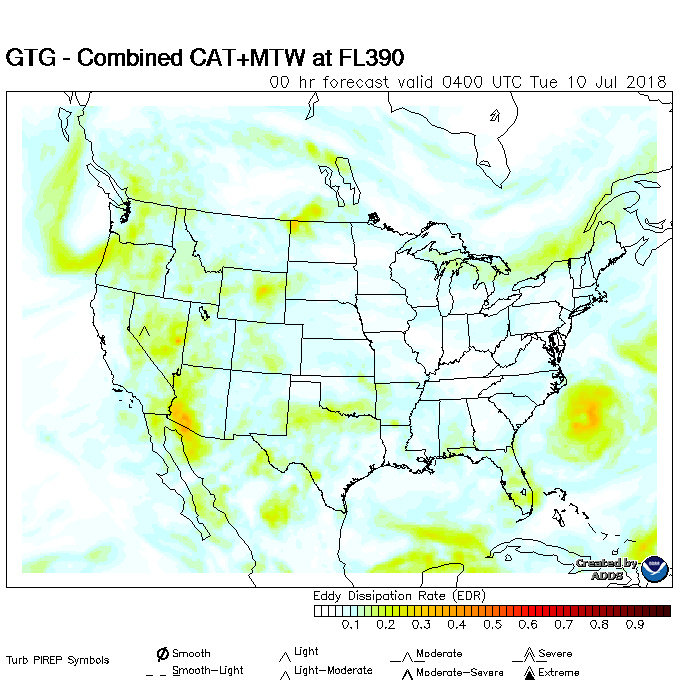 GTG - Combined CAT+MTW at FL390
00 hr forecast valid 0400 UTC Tue 10 Jul 2018
Created by
ADDS
Eddy Dissipation Rate (EDR)
0.1 0.2 0.3 0.4 0.5 0.6 0.7 0.8 0.9
Turb PIREP Symbols
Smooth Light Moderate Severe
Smooth-Light Light-Moderate Moderate-Severe Extreme